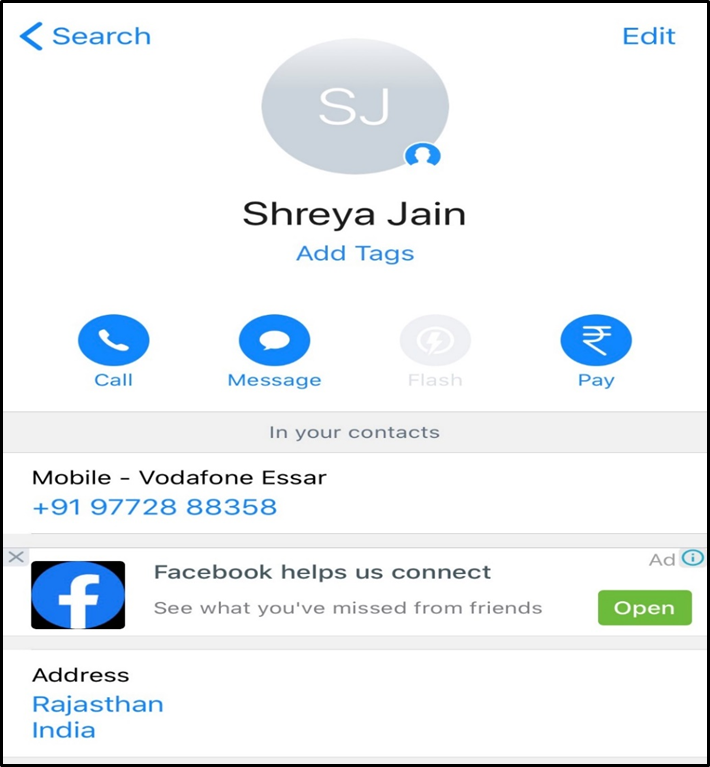 Search
Edit
SJ
Shreya Jain
Add Tags
Call
Message
Flash
₹
Pay
In your contacts
Mobile - Vodafone Essar
+91 97728 88358
Ad
Facebook helps us connect
See what you've missed from friends
Open
f
Address
Rajasthan
India